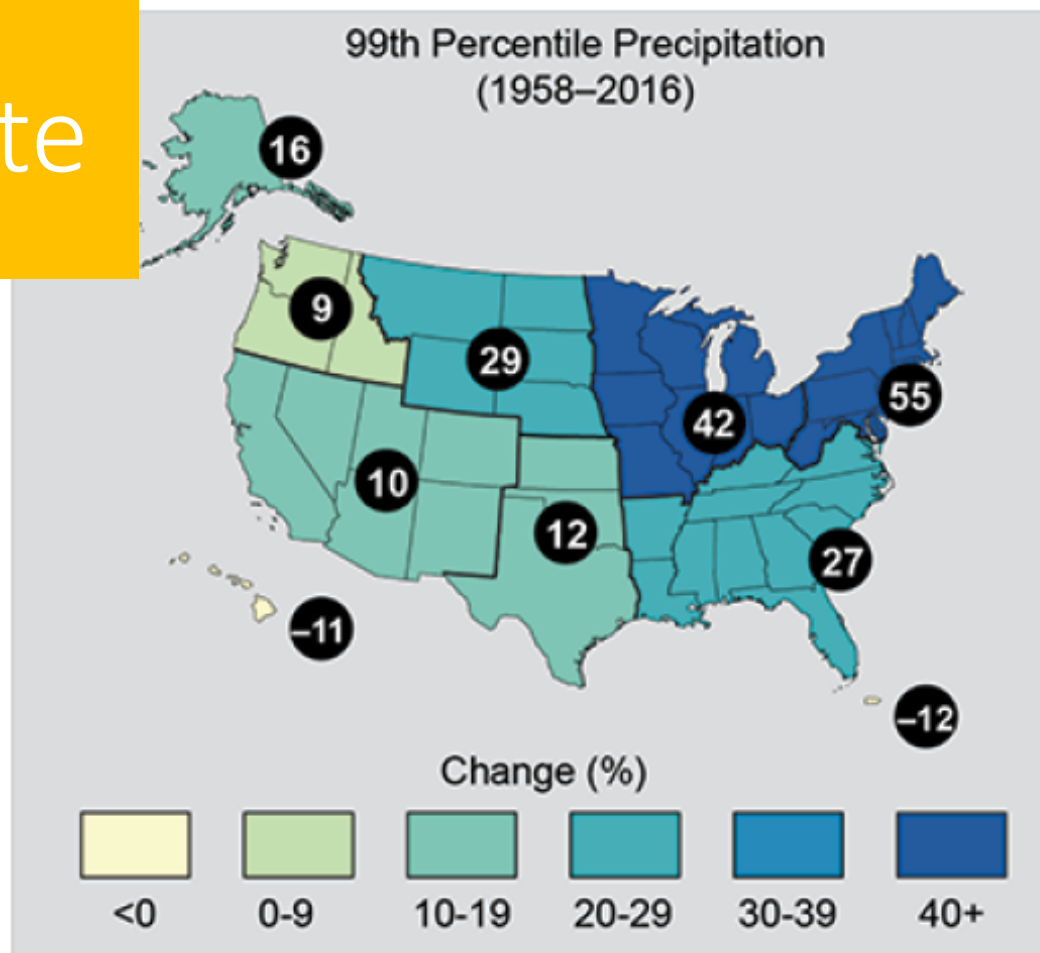 te
99th Percentile Precipitation
(1958–2016)
16
9
29
55
42
10
12
27
–11
–12
Change (%)
<0 0-9 10-19 20-29 30-39 40+